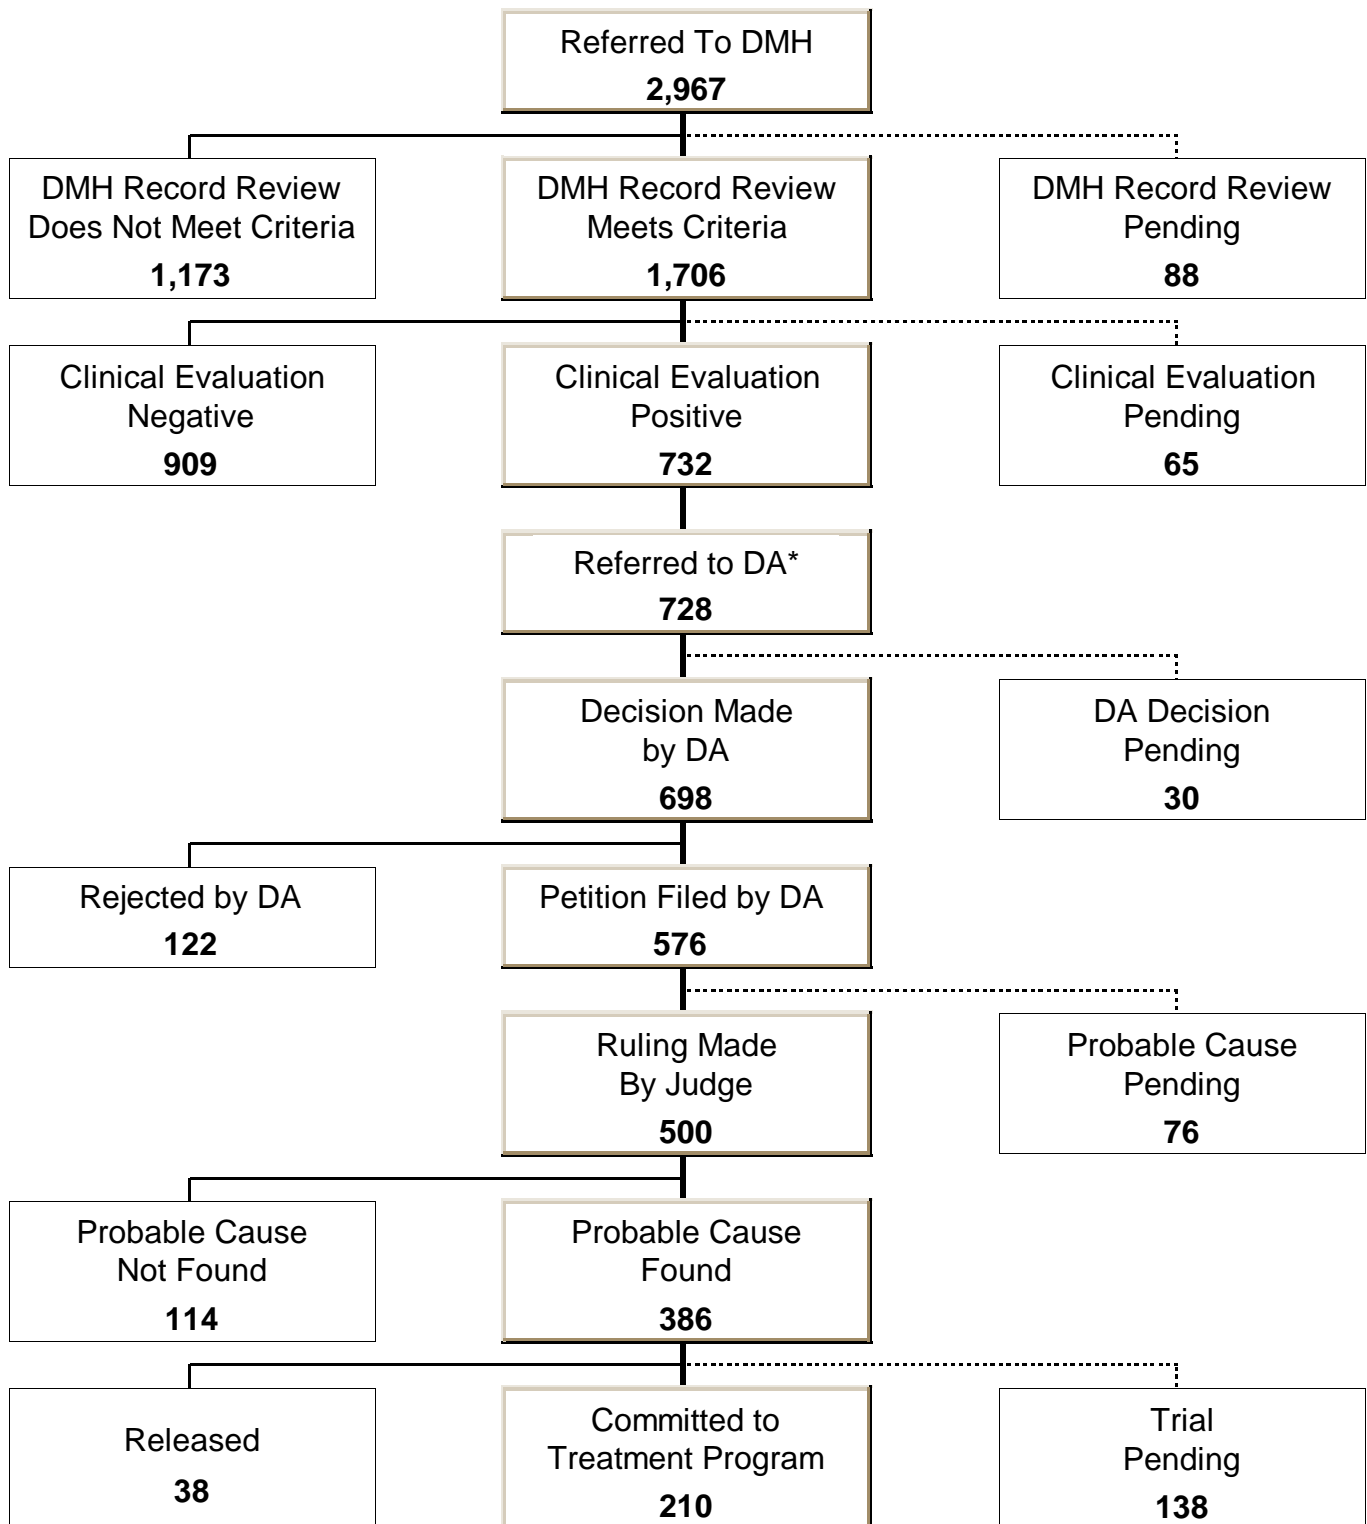 Referred To DMH
2,967
DMH Record Review
Does Not Meet Criteria
1,173
DMH Record Review
Meets Criteria
1,706
DMH Record Review
Pending
88
Clinical Evaluation
Negative
909
Clinical Evaluation
Positive
732
Clinical Evaluation
Pending
65
Referred to DA*
728
Decision Made
by DA
698
DA Decision
Pending
30
Rejected by DA
122
Petition Filed by DA
576
Ruling Made
By Judge
500
Probable Cause
Pending
76
Probable Cause
Not Found
114
Probable Cause
Found
386
Released
38
Committed to
Treatment Program
210
Trial
Pending
138